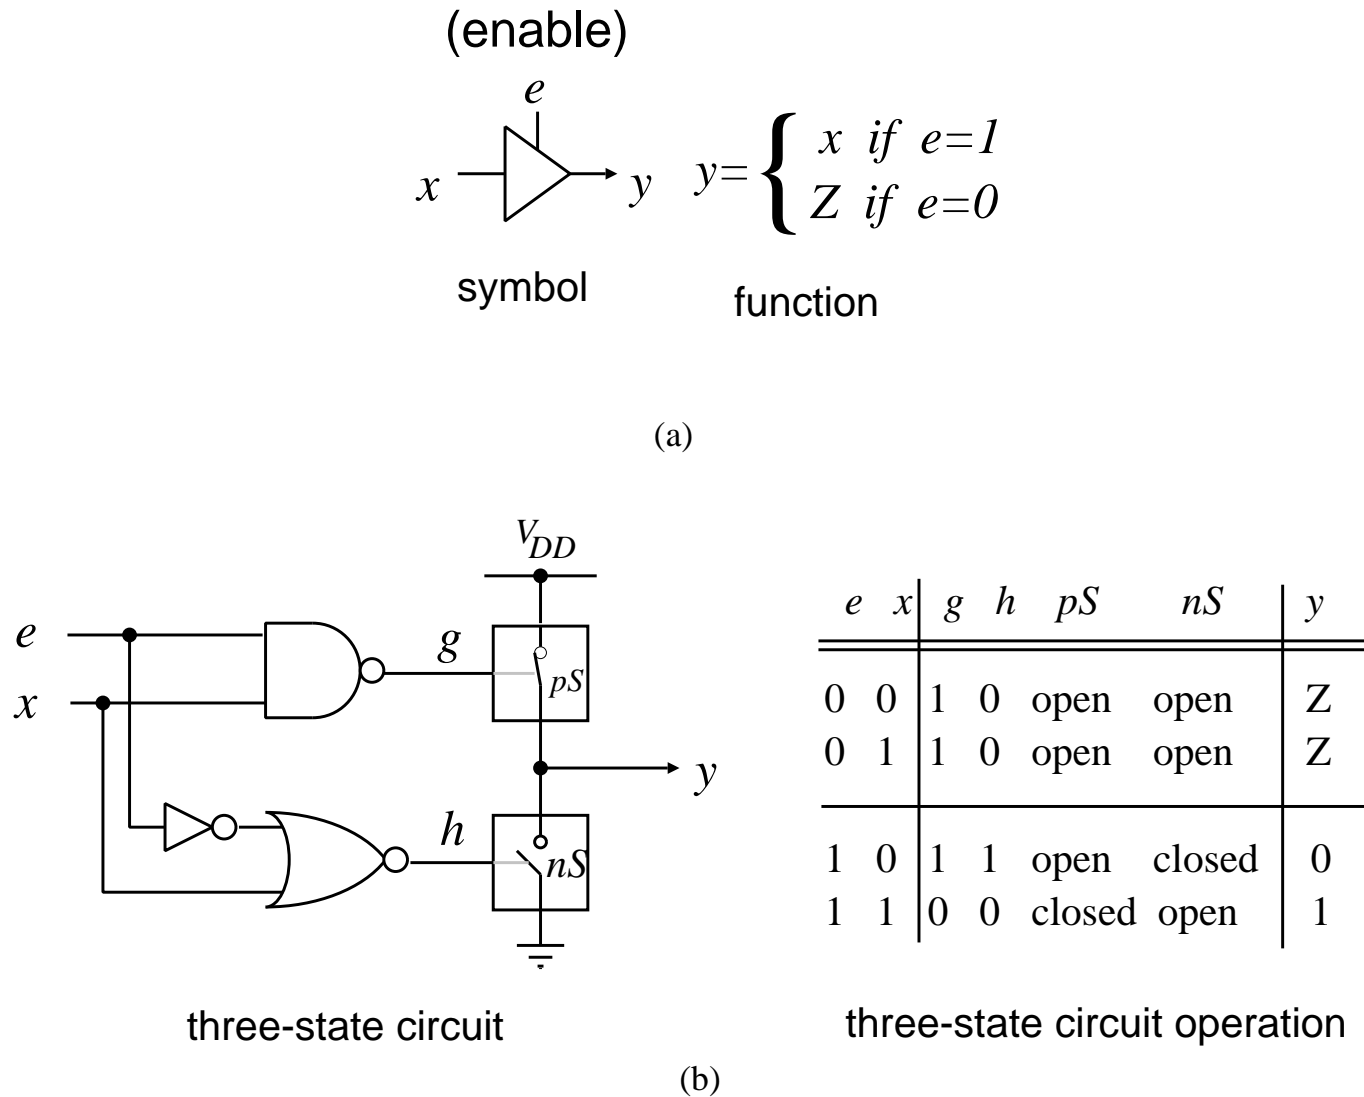 (enable)
e
x
y
y= { x if e=1
Z if e=0
symbol
function
(a)
V_DD
e
x
g
pS
y
h
nS
three-state circuit
e x g h pS nS y
0 0 1 0 open open Z
0 1 1 0 open open Z
1 0 1 1 open closed 0
1 1 0 0 closed open 1
three-state circuit operation
(b)